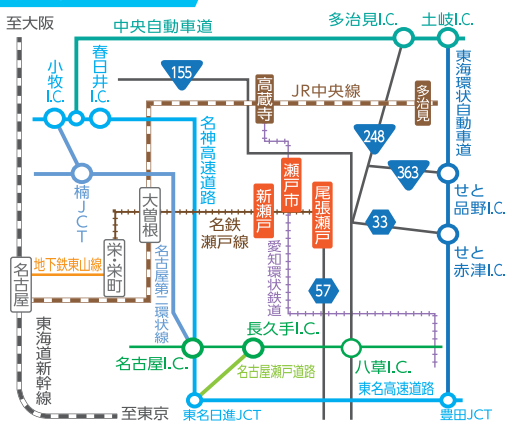 至大阪
中央自動車道
多治見I.C.
土岐I.C.
小牧I.C.
春日井I.C.
155
高蔵寺
JR中央線
多治見
東海環状自動車道
名神高速道路
248
363
せと
品野I.C.
楠JCT
大曽根
新瀬戸
瀬戸市
尾張瀬戸
33
名鉄
瀬戸線
栄・栄町
せと
赤津I.C.
地下鉄東山線
名古屋
名古屋第二環状線
愛知環状鉄道
57
東海道新幹線
長久手I.C.
名古屋I.C.
名古屋瀬戸道路
八草I.C.
東名高速道路
至東京
東名日進JCT
豊田JCT